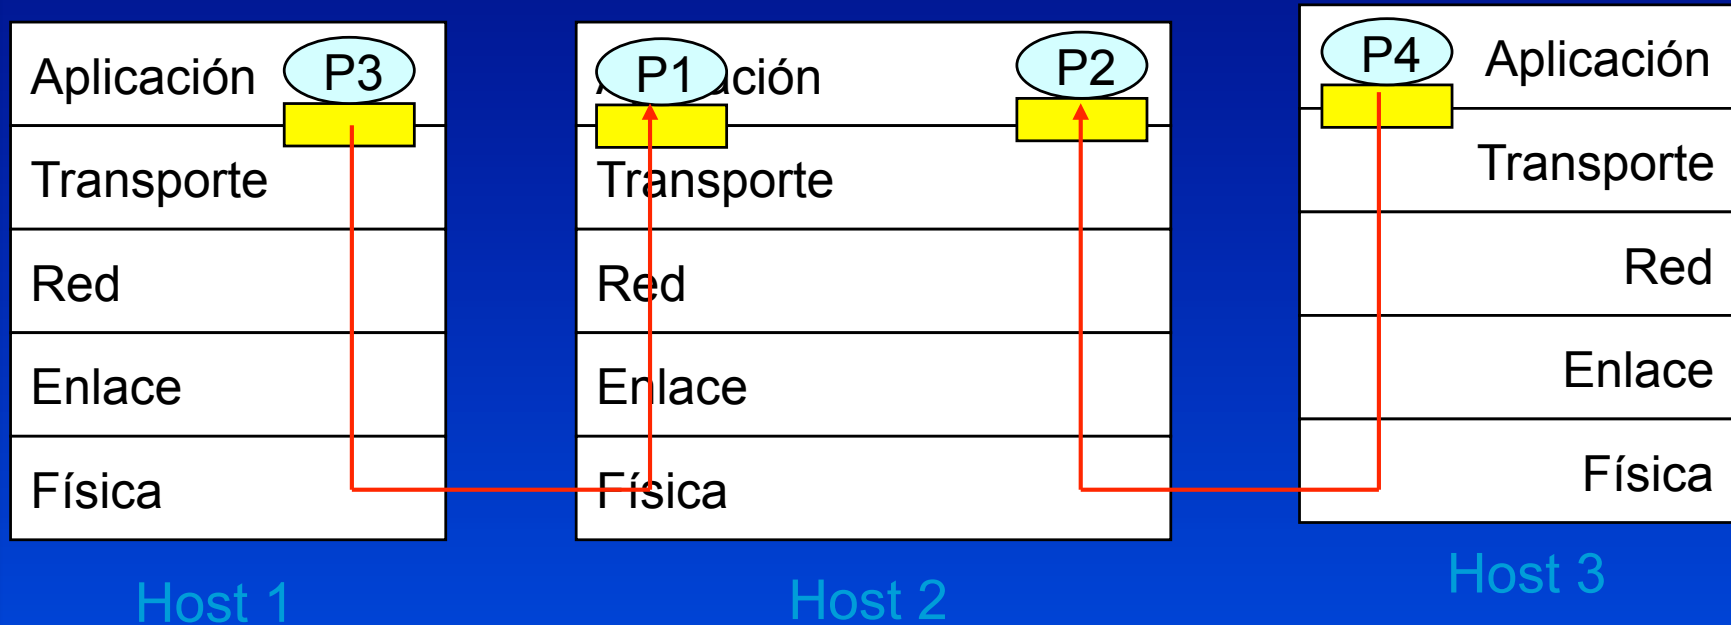 Aplicación P3
Transporte
Red
Enlace
Física
Host 1
P1 ción P2
Transporte
Red
Enlace
Física
Host 2
P4 Aplicación
Transporte
Red
Enlace
Física
Host 3